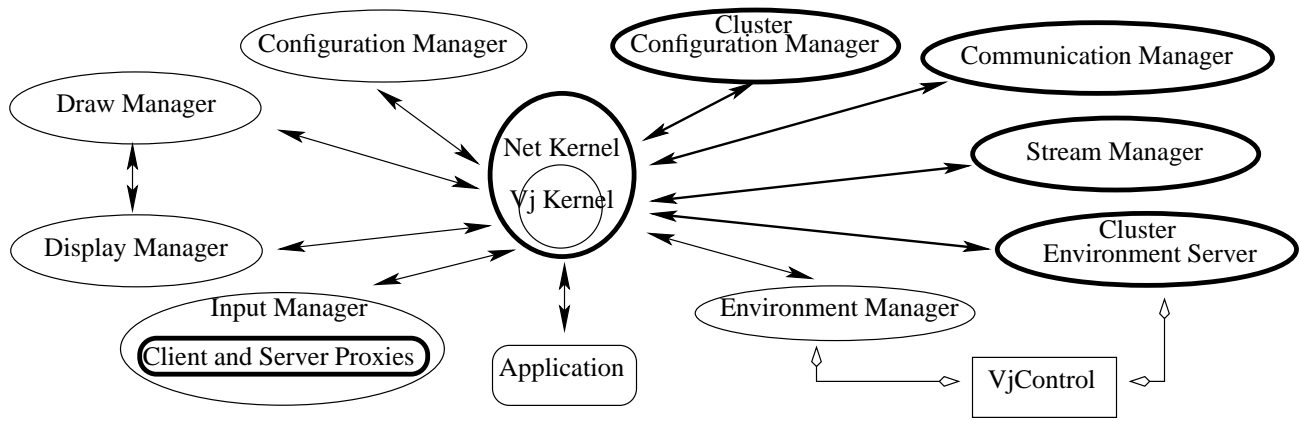 Configuration Manager
Cluster
Configuration Manager
Communication Manager
Draw Manager
Net Kernel
Stream Manager
Vj Kernel
Display Manager
Cluster
Environment Server
Input Manager
Environment Manager
Client and Server Proxies
Application
VjControl